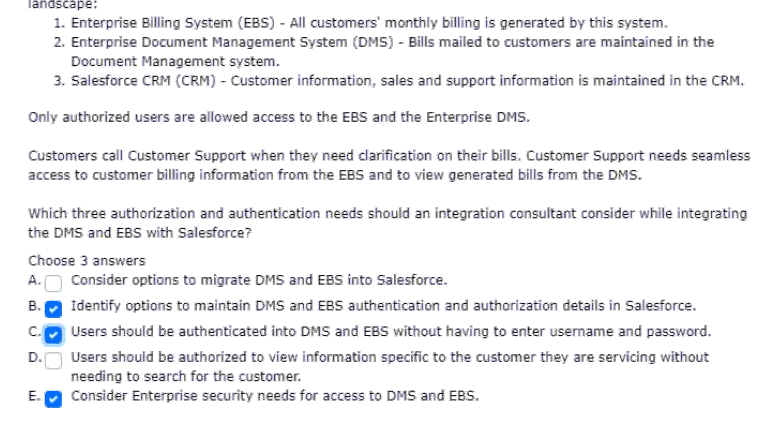 landscape:
1. Enterprise Billing System (EBS) - All customers' monthly billing is generated by this system.
2. Enterprise Document Management System (DMS) - Bills mailed to customers are maintained in the
Document Management system.
3. Salesforce CRM (CRM) - Customer information, sales and support information is maintained in the CRM.
Only authorized users are allowed access to the EBS and the Enterprise DMS.
Customers call Customer Support when they need clarification on their bills. Customer Support needs seamless
access to customer billing information from the EBS and to view generated bills from the DMS.
Which three authorization and authentication needs should an integration consultant consider while integrating
the DMS and EBS with Salesforce?
Choose 3 answers
A. Consider options to migrate DMS and EBS into Salesforce.
B. Identify options to maintain DMS and EBS authentication and authorization details in Salesforce.
C. Users should be authenticated into DMS and EBS without having to enter username and password.
D. Users should be authorized to view information specific to the customer they are servicing without
needing to search for the customer.
E. Consider Enterprise security needs for access to DMS and EBS.